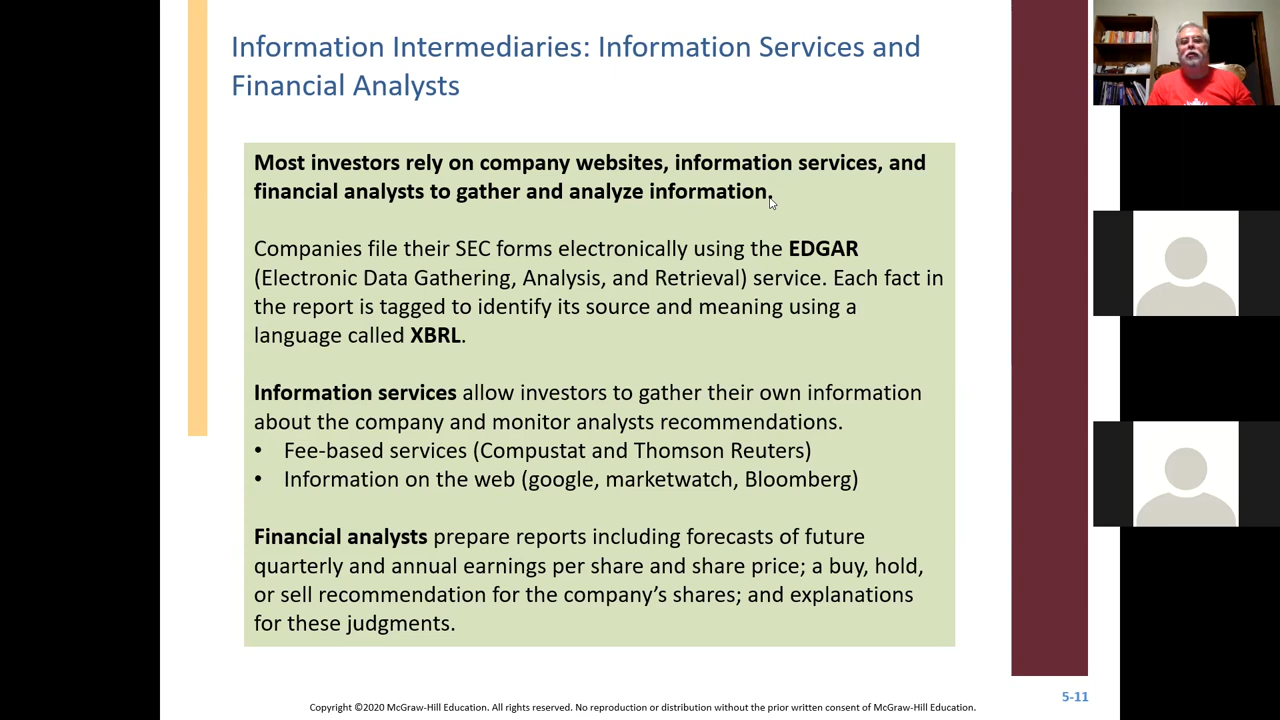 Information Intermediaries: Information Services and
Financial Analysts
Most investors rely on company websites, information services, and
financial analysts to gather and analyze information.
Companies file their SEC forms electronically using the EDGAR
(Electronic Data Gathering, Analysis, and Retrieval) service. Each fact in
the report is tagged to identify its source and meaning using a
language called XBRL.
Information services allow investors to gather their own information
about the company and monitor analysts recommendations.
• Fee-based services (Compustat and Thomson Reuters)
• Information on the web (google, marketwatch, Bloomberg)
Financial analysts prepare reports including forecasts of future
quarterly and annual earnings per share and share price; a buy, hold,
or sell recommendation for the company’s shares; and explanations
for these judgments.
5-11
Copyright ©2020 McGraw-Hill Education. All rights reserved. No reproduction or distribution without the prior written consent of McGraw-Hill Education.